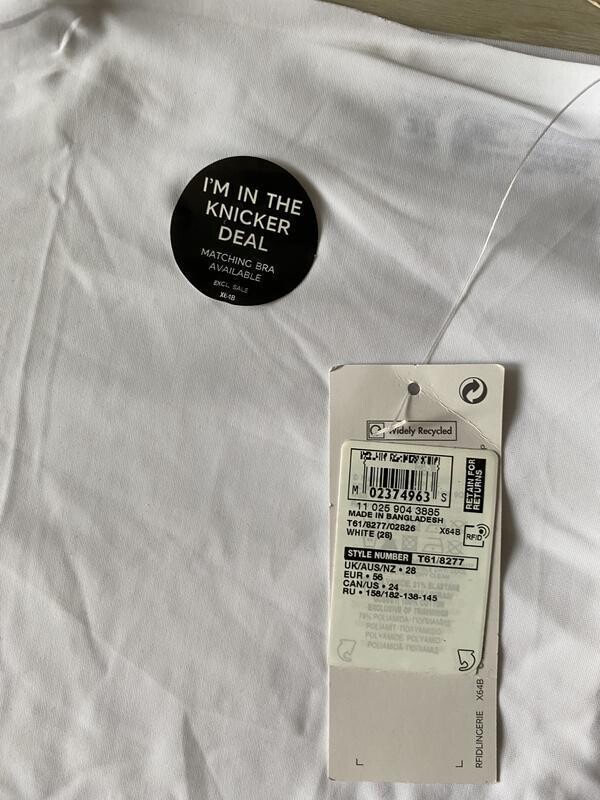 I'M IN THE
KNICKER
DEAL
MATCHING BRA
AVAILABLE
EXCL. SALE
X64B
Widely Recycled
M 02374963 S
RETAIN FOR
RETURNS
11 025 904 3885
MADE IN BANGLADESH
T61/8277/02826 X64B
WHITE (28)
RFID
STYLE NUMBER T61/8277
UK/AUS/NZ • 28
EUR • 56
CAN/US • 24
RU • 158/182-138-145
RFIDLINGERIE X64B